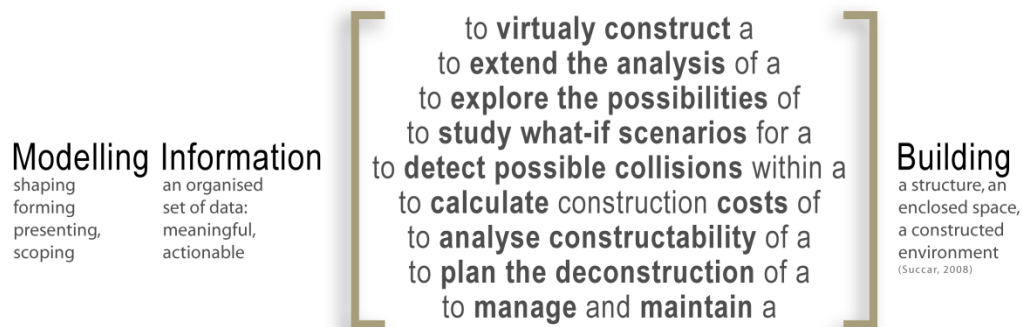 Modelling
shaping
forming
presenting,
scoping
Information
an organised
set of data:
meaningful,
actionable
to virtualy construct a
to extend the analysis of a
to explore the possibilities of
to study what-if scenarios for a
to detect possible collisions within a
to calculate construction costs of
to analyse constructability of a
to plan the deconstruction of a
to manage and maintain a
Building
a structure, an
enclosed space,
a constructed
environment
(Succar, 2008)